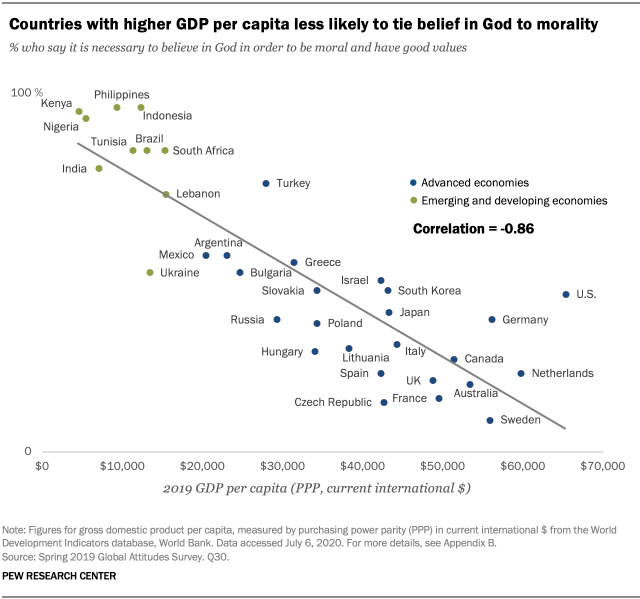 Countries with higher GDP per capita less likely to tie belief in God to morality
% who say it is necessary to believe in God in order to be moral and have good values
100 %
Philippines
Kenya
Indonesia
Nigeria
Tunisia
Brazil
South Africa
India
Turkey
Advanced economies
Lebanon
Emerging and developing economies
Correlation = -0.86
Argentina
Mexico
Greece
Ukraine
Bulgaria
Israel
Slovakia
South Korea
U.S.
Japan
Russia
Poland
Germany
Hungary
Lithuania
Italy
Canada
Spain
Netherlands
UK
Australia
Czech Republic
France
Sweden
0
$0
$10,000
$20,000
$30,000
$40,000
$50,000
$60,000
$70,000
2019 GDP per capita (PPP, current international $)
Note: Figures for gross domestic product per capita, measured by purchasing power parity (PPP) in current international $ from the World
Development Indicators database, World Bank. Data accessed July 6, 2020. For more details, see Appendix B.
Source: Spring 2019 Global Attitudes Survey. Q30.
PEW RESEARCH CENTER